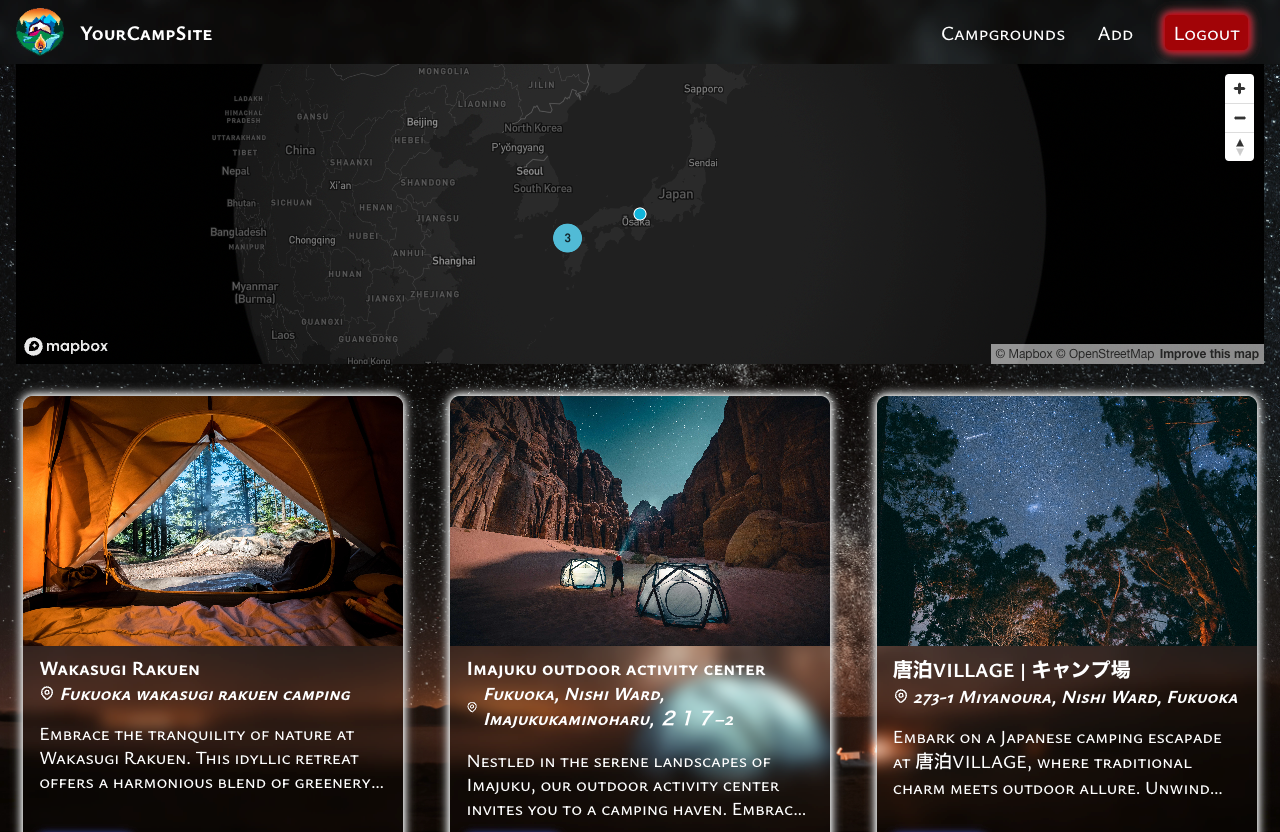 YourCampSite
Campgrounds
Add
Logout
MONGOLIA
JILIN
Sapporo
LADAKH
LIAONING
HIMACHAL
PRADESH
GANSU
Beijing
North Korea
UTTARAKHAND
HEBEI
P'yŏngyang
TIBET
China
SHAANXI
Sendai
Nepal
Seoul
Xi'an
SHANDONG
South Korea
Japan
Bhutan
SICHUAN
HENAN
JIANGSU
Ōsaka
Bangladesh
Chongqing
HUBEI
3
MANIPUR
ANHUI
Shanghai
HUNAN
Myanmar
(Burma)
JIANGXI
ZHEJIANG
GUANGXI
Laos
GUANGDONG
mapbox
Hong Kong
© Mapbox © OpenStreetMap Improve this map
Wakasugi Rakuen
Fukuoka wakasugi rakuen camping
Embrace the tranquility of nature at
Wakasugi Rakuen. This idyllic retreat
offers a harmonious blend of greenery...
Imajuku outdoor activity center
Fukuoka, Nishi Ward,
Imajukukaminoharu, ２１７−2
Nestled in the serene landscapes of
Imajuku, our outdoor activity center
invites you to a camping haven. Embrac...
唐泊VILLAGE | キャンプ場
273-1 Miyanoura, Nishi Ward, Fukuoka
Embark on a Japanese camping escapade
at 唐泊VILLAGE, where traditional
charm meets outdoor allure. Unwind...